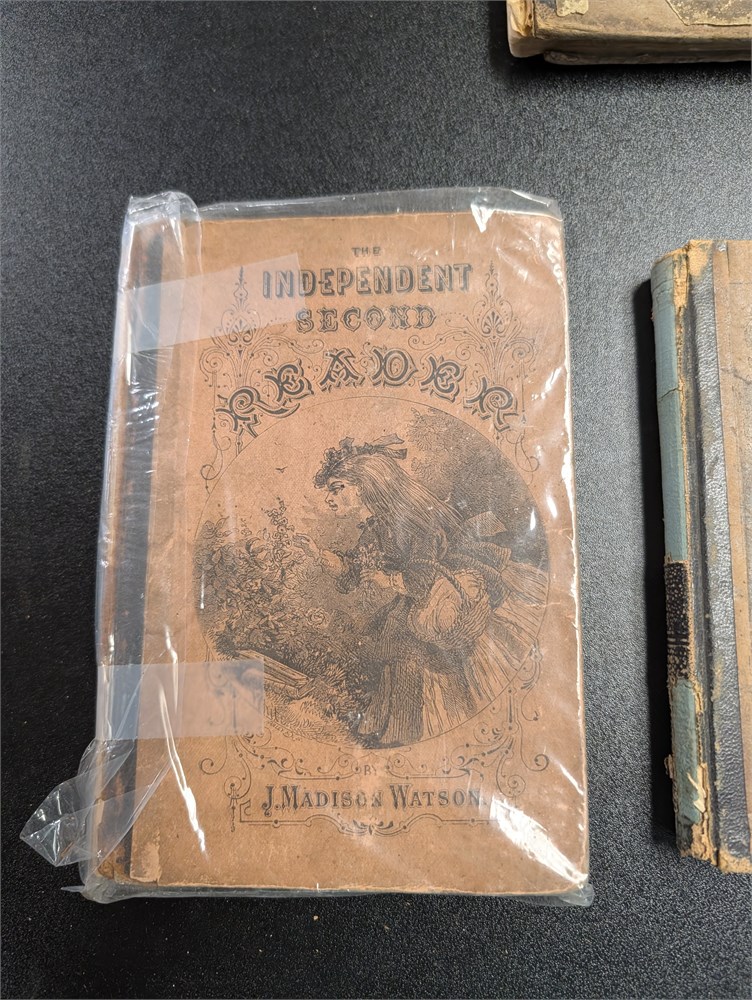 THE
INDEPENDENT
SECOND
READER
BY
J. MADISON WATSON.